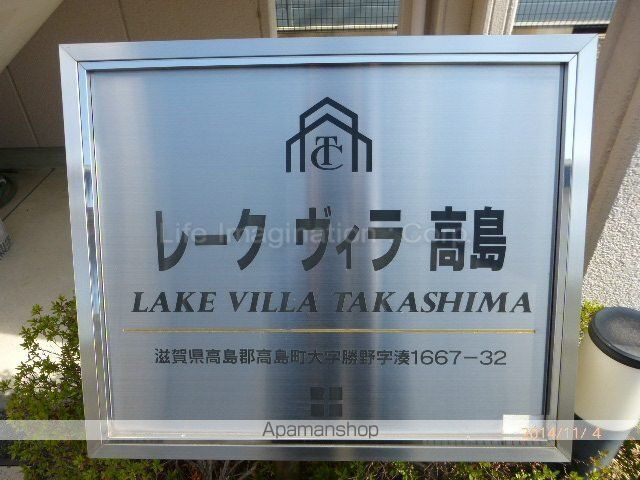 TC
レーク ヴィラ 高島
Life Imagination Corp.
LAKE VILLA TAKASHIMA
滋賀県高島郡高島町大字勝野字湊1667-32
Apamanshop
2014/11/ 4